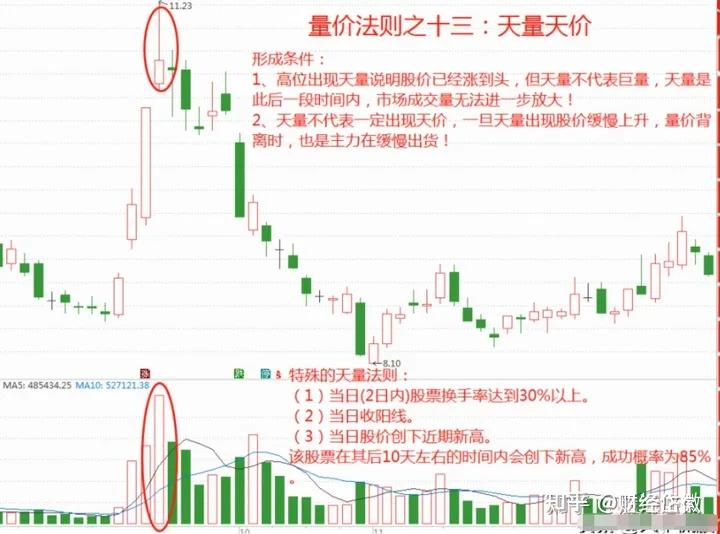 11.23
量价法则之十三：天量天价
形成条件：
1、高位出现天量说明股价已经涨到头，但天量不代表巨量，天量是
此后一段时间内，市场成交量无法进一步放大！
2、天量不代表一定出现天价，一旦天量出现股价缓慢上升，量价背
离时，也是主力在缓慢出货！
8.10
MA5: 485434.25 MA10: 527121.38
特殊的天量法则：
（1）当日(2日内)股票换手率达到30%以上。
（2）当日收阳线。
（3）当日股价创下近期新高。
该股票在其后10天左右的时间内会创下新高，成功概率为85%
。
10
11
知乎